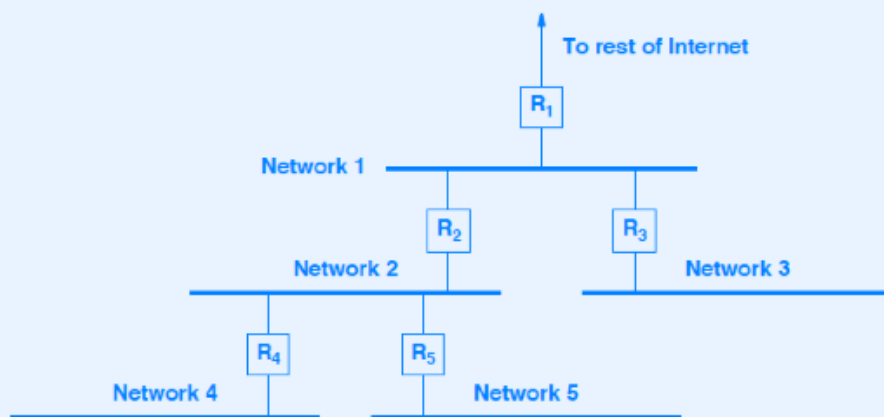 To rest of Internet
R1
Network 1
R2
R3
Network 2
Network 3
R4
R5
Network 4
Network 5